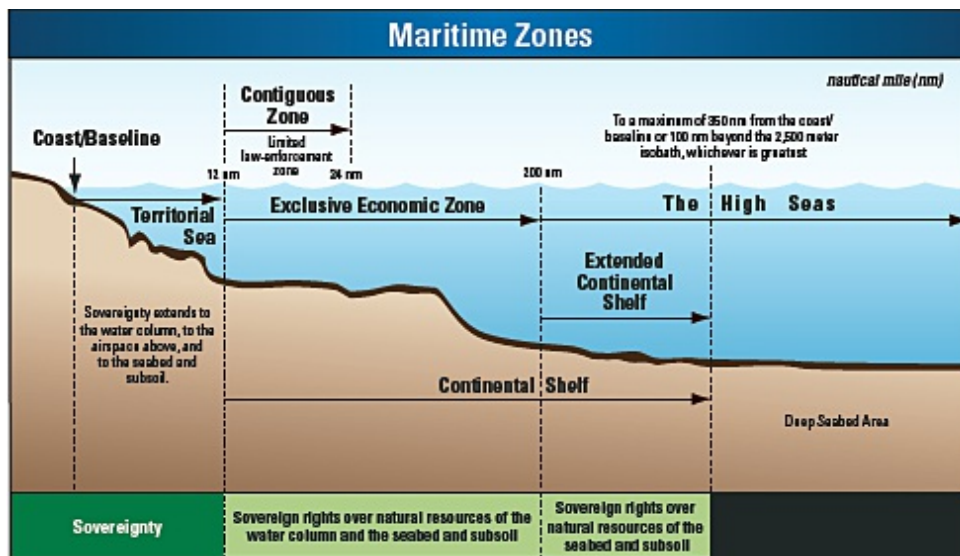 Maritime Zones
nautical mile (nm)
Contiguous
Zone
Limited
law-enforcement
zone
Coast/Baseline
12 nm
24 nm
200 nm
To a maximum of 350 nm from the coast/
baseline or 100 nm beyond the 2,500 meter
isobath, whichever is greatest
Territorial
Sea
Exclusive Economic Zone
The High Seas
Extended
Continental
Shelf
Sovereignty extends to
the water column, to the
airspace above, and
to the seabed and
subsoil.
Continental Shelf
Deep Seabed Area
Sovereignty
Sovereign rights over natural resources of the
water column and the seabed and subsoil
Sovereign rights over
natural resources of the
seabed and subsoil